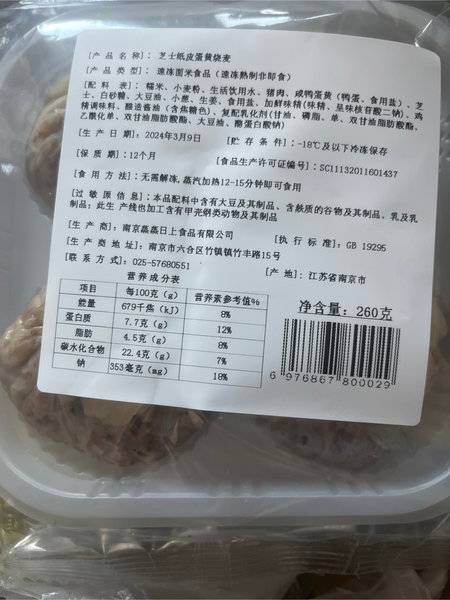 [产品名称]：芝士纸皮蛋黄烧麦
[产品类型]：速冻面米食品（速冻熟制非即食）
[配料表]：糯米、小麦粉、生活饮用水、猪肉、咸鸭蛋黄（鸭蛋、食用盐）、芝
士、白砂糖、大豆油、小葱、生姜、食用盐、加鲜味精（味精、呈味核苷酸二钠）、鸡
精调味料、酿造酱油（含焦糖色）、复配乳化剂（甘油、磷脂、单，双甘油脂肪酸酯、
乙酰化单、双甘油脂肪酸酯、大豆油、酪蛋白酸钠）
[生产日期]：2024年3月9日 [贮存条件]：-18℃及以下冷冻保存
[保质期]：12个月 [食品生产许可证编号]：SC11132011601437
[食用方法]：无需解冻，蒸汽加热12-15分钟即可食用
[过敏原信息]：本品配料中含有大豆及其制品、含麸质的谷物及其制品、乳及乳
制品；此生产线也加工含有甲壳纲类动物及其制品
[生产商]：南京蒸蒸日上食品有限公司
[生产商地址]：南京市六合区竹镇镇竹丰路15号 [执行标准]：GB 19295
[联系方式]：025-57680551 [产地]：江苏省南京市
营养成分表
项目 每100克（g） 营养素参考值%
能量 679千焦（kJ） 8%
蛋白质 7.7克（g） 12%
脂肪 4.5克（g） 8%
碳水化合物 22.4克（g） 7%
钠 353毫克（mg） 18%
净含量：260克
6 976867 800029